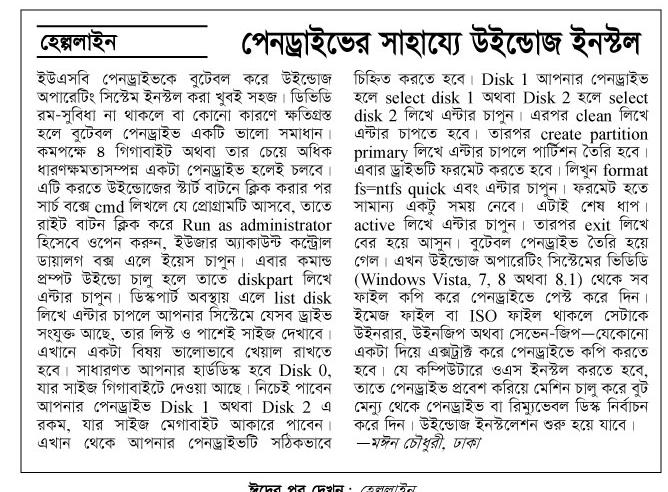 হেল্পলাইন
পেনড্রাইভের সাহায্যে উইন্ডোজ ইনস্টল
ইউএসবি পেনড্রাইভকে বুটেবল করে উইন্ডোজ
অপারেটিং সিস্টেম ইনস্টল করা খুবই সহজ। ডিভিডি
রম-সুবিধা না থাকলে বা কোনো কারণে ক্ষতিগ্রস্ত
হলে বুটেবল পেনড্রাইভ একটি ভালো সমাধান।
কমপক্ষে ৪ গিগাবাইট অথবা তার চেয়ে অধিক
ধারণক্ষমতাসম্পন্ন একটা পেনড্রাইভ হলেই চলবে।
এটি করতে উইন্ডোজের স্টার্ট বাটনে ক্লিক করার পর
সার্চ বক্সে cmd লিখলে যে প্রোগ্রামটি আসবে, তাতে
রাইট বাটন ক্লিক করে Run as administrator
হিসেবে ওপেন করুন, ইউজার অ্যাকাউন্ট কন্ট্রোল
ডায়ালগ বক্স এলে ইয়েস চাপুন। এবার কমান্ড
প্রম্পট উইন্ডো চালু হলে তাতে diskpart লিখে
এন্টার চাপুন। ডিস্কপার্ট অবস্থায় এলে list disk
লিখে এন্টার চাপলে আপনার সিস্টেমে যেসব ড্রাইভ
সংযুক্ত আছে, তার লিস্ট ও পাশেই সাইজ দেখাবে।
এখানে একটা বিষয় ভালোভাবে খেয়াল রাখতে
হবে। সাধারণত আপনার হার্ডডিস্ক হবে Disk 0,
যার সাইজ গিগাবাইটে দেওয়া আছে। নিচেই পাবেন
আপনার পেনড্রাইভ Disk 1 অথবা Disk 2 এ
রকম, যার সাইজ মেগাবাইট আকারে পাবেন।
এখান থেকে আপনার পেনড্রাইভটি সঠিকভাবে
চিহ্নিত করতে হবে। Disk 1 আপনার পেনড্রাইভ
হলে select disk 1 অথবা Disk 2 হলে select
disk 2 লিখে এন্টার চাপুন। এরপর clean লিখে
এন্টার চাপতে হবে। তারপর create partition
primary লিখে এন্টার চাপলে পার্টিশন তৈরি হবে।
এবার ড্রাইভটি ফরমেট করতে হবে। লিখুন format
fs=ntfs quick এবং এন্টার চাপুন। ফরমেট হতে
সামান্য একটু সময় নেবে। এটাই শেষ ধাপ।
active লিখে এন্টার চাপুন। তারপর exit লিখে
বের হয়ে আসুন। বুটেবল পেনড্রাইভ তৈরি হয়ে
গেল। এখন উইন্ডোজ অপারেটিং সিস্টেমের ভিডিডি
(Windows Vista, 7, 8 অথবা 8.1) থেকে সব
ফাইল কপি করে পেনড্রাইভে পেস্ট করে দিন।
ইমেজ ফাইল বা ISO ফাইল থাকলে সেটাকে
উইনরার, উইনজিপ অথবা সেভেন-জিপ—যেকোনো
একটা দিয়ে এক্সট্রাক্ট করে পেনড্রাইভে কপি করতে
হবে। যে কম্পিউটারে ওএস ইনস্টল করতে হবে,
তাতে পেনড্রাইভ প্রবেশ করিয়ে মেশিন চালু করে বুট
মেন্যু থেকে পেনড্রাইভ বা রিমুভেবল ডিস্ক নির্বাচন
করে দিন। উইন্ডোজ ইনস্টলেশন শুরু হয়ে যাবে।
—মঈন চৌধুরী, ঢাকা
ঈদের পর দেখুন : হেল্পলাইন